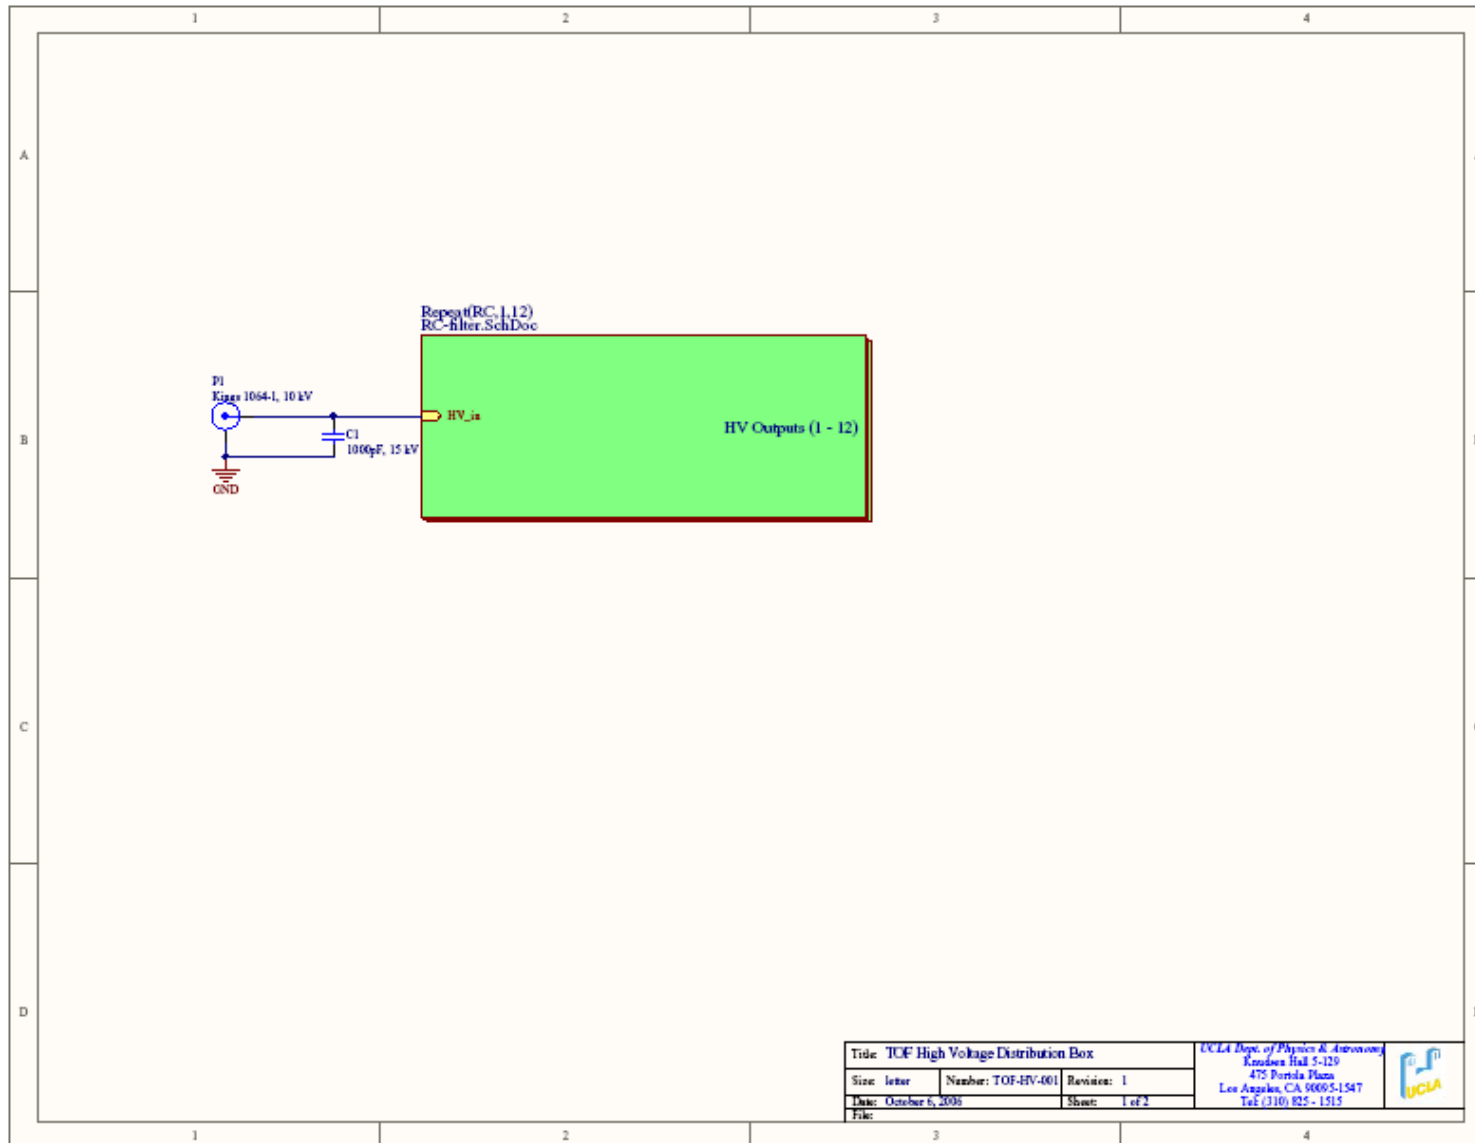 1 2 3 4
A
Repeat(RC,1,12)
RC-filter.SchDoc
P1
Kings 1064-1, 10 kV
HV_in
B
C1
1000pF, 15 kV
HV Outputs (1 - 12)
GND
C
D
Title: TOF High Voltage Distribution Box
Size: letter Number: TOF-HV-001 Revision: 1
Date: October 6, 2006 Sheet: 1 of 2
File:
UCLA Dept. of Physics & Astronomy
Knudsen Hall 5-129
475 Portola Plaza
Los Angeles, CA 90095-1547
Tel: (310) 825 - 1515
UCLA
1 2 3 4